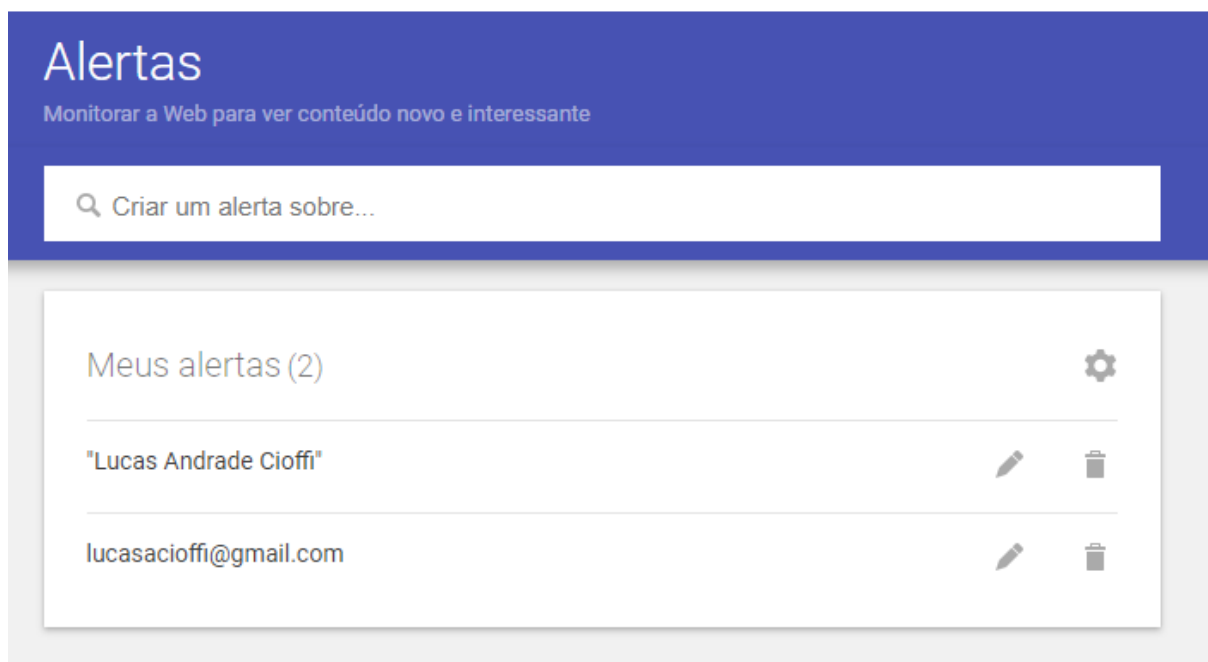 Alertas
Monitorar a Web para ver conteúdo novo e interessante
Criar um alerta sobre...
Meus alertas (2)
"Lucas Andrade Cioffi"
lucasacioffi@gmail.com